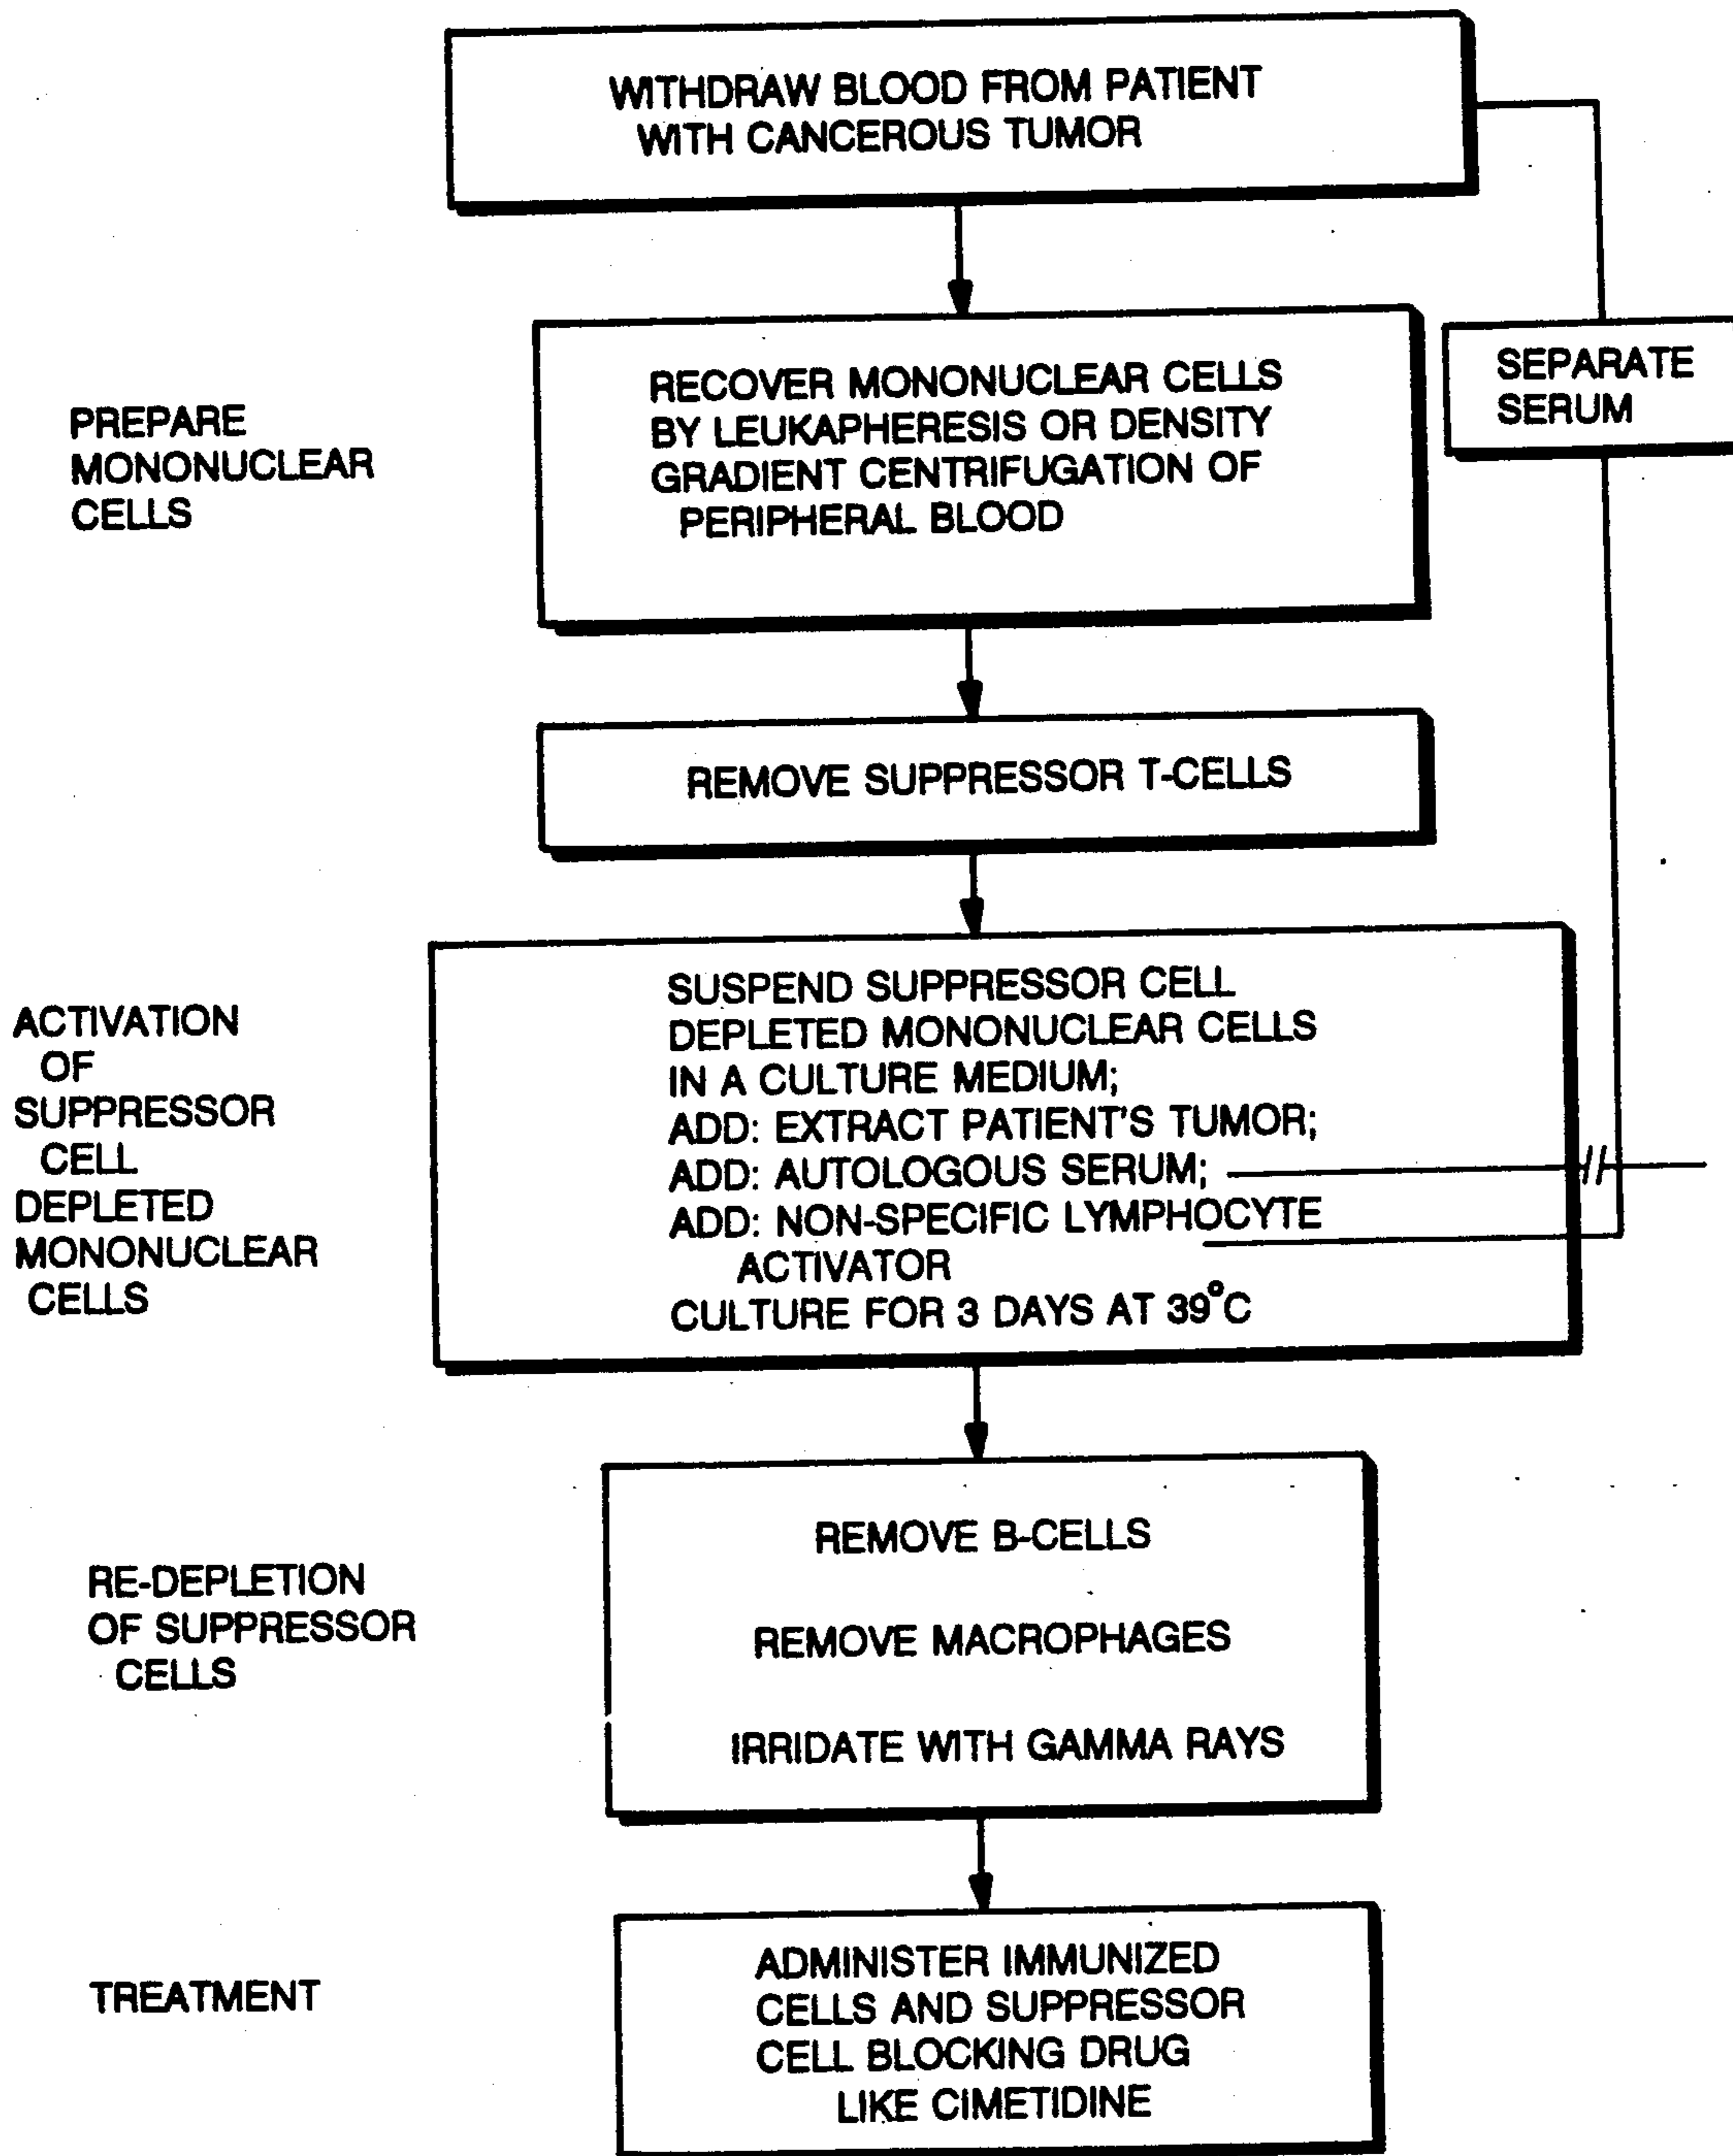 WITHDRAW BLOOD FROM PATIENT
WITH CANCEROUS TUMOR
PREPARE
MONONUCLEAR
CELLS
RECOVER MONONUCLEAR CELLS
BY LEUKAPHERESIS OR DENSITY
GRADIENT CENTRIFUGATION OF
PERIPHERAL BLOOD
SEPARATE
SERUM
REMOVE SUPPRESSOR T-CELLS
ACTIVATION
OF
SUPPRESSOR
CELL
DEPLETED
MONONUCLEAR
CELLS
SUSPEND SUPPRESSOR CELL
DEPLETED MONONUCLEAR CELLS
IN A CULTURE MEDIUM;
ADD: EXTRACT PATIENT'S TUMOR;
ADD: AUTOLOGOUS SERUM;
ADD: NON-SPECIFIC LYMPHOCYTE
ACTIVATOR
CULTURE FOR 3 DAYS AT 39°C
RE-DEPLETION
OF SUPPRESSOR
CELLS
REMOVE B-CELLS
REMOVE MACROPHAGES
IRRIDATE WITH GAMMA RAYS
TREATMENT
ADMINISTER IMMUNIZED
CELLS AND SUPPRESSOR
CELL BLOCKING DRUG
LIKE CIMETIDINE